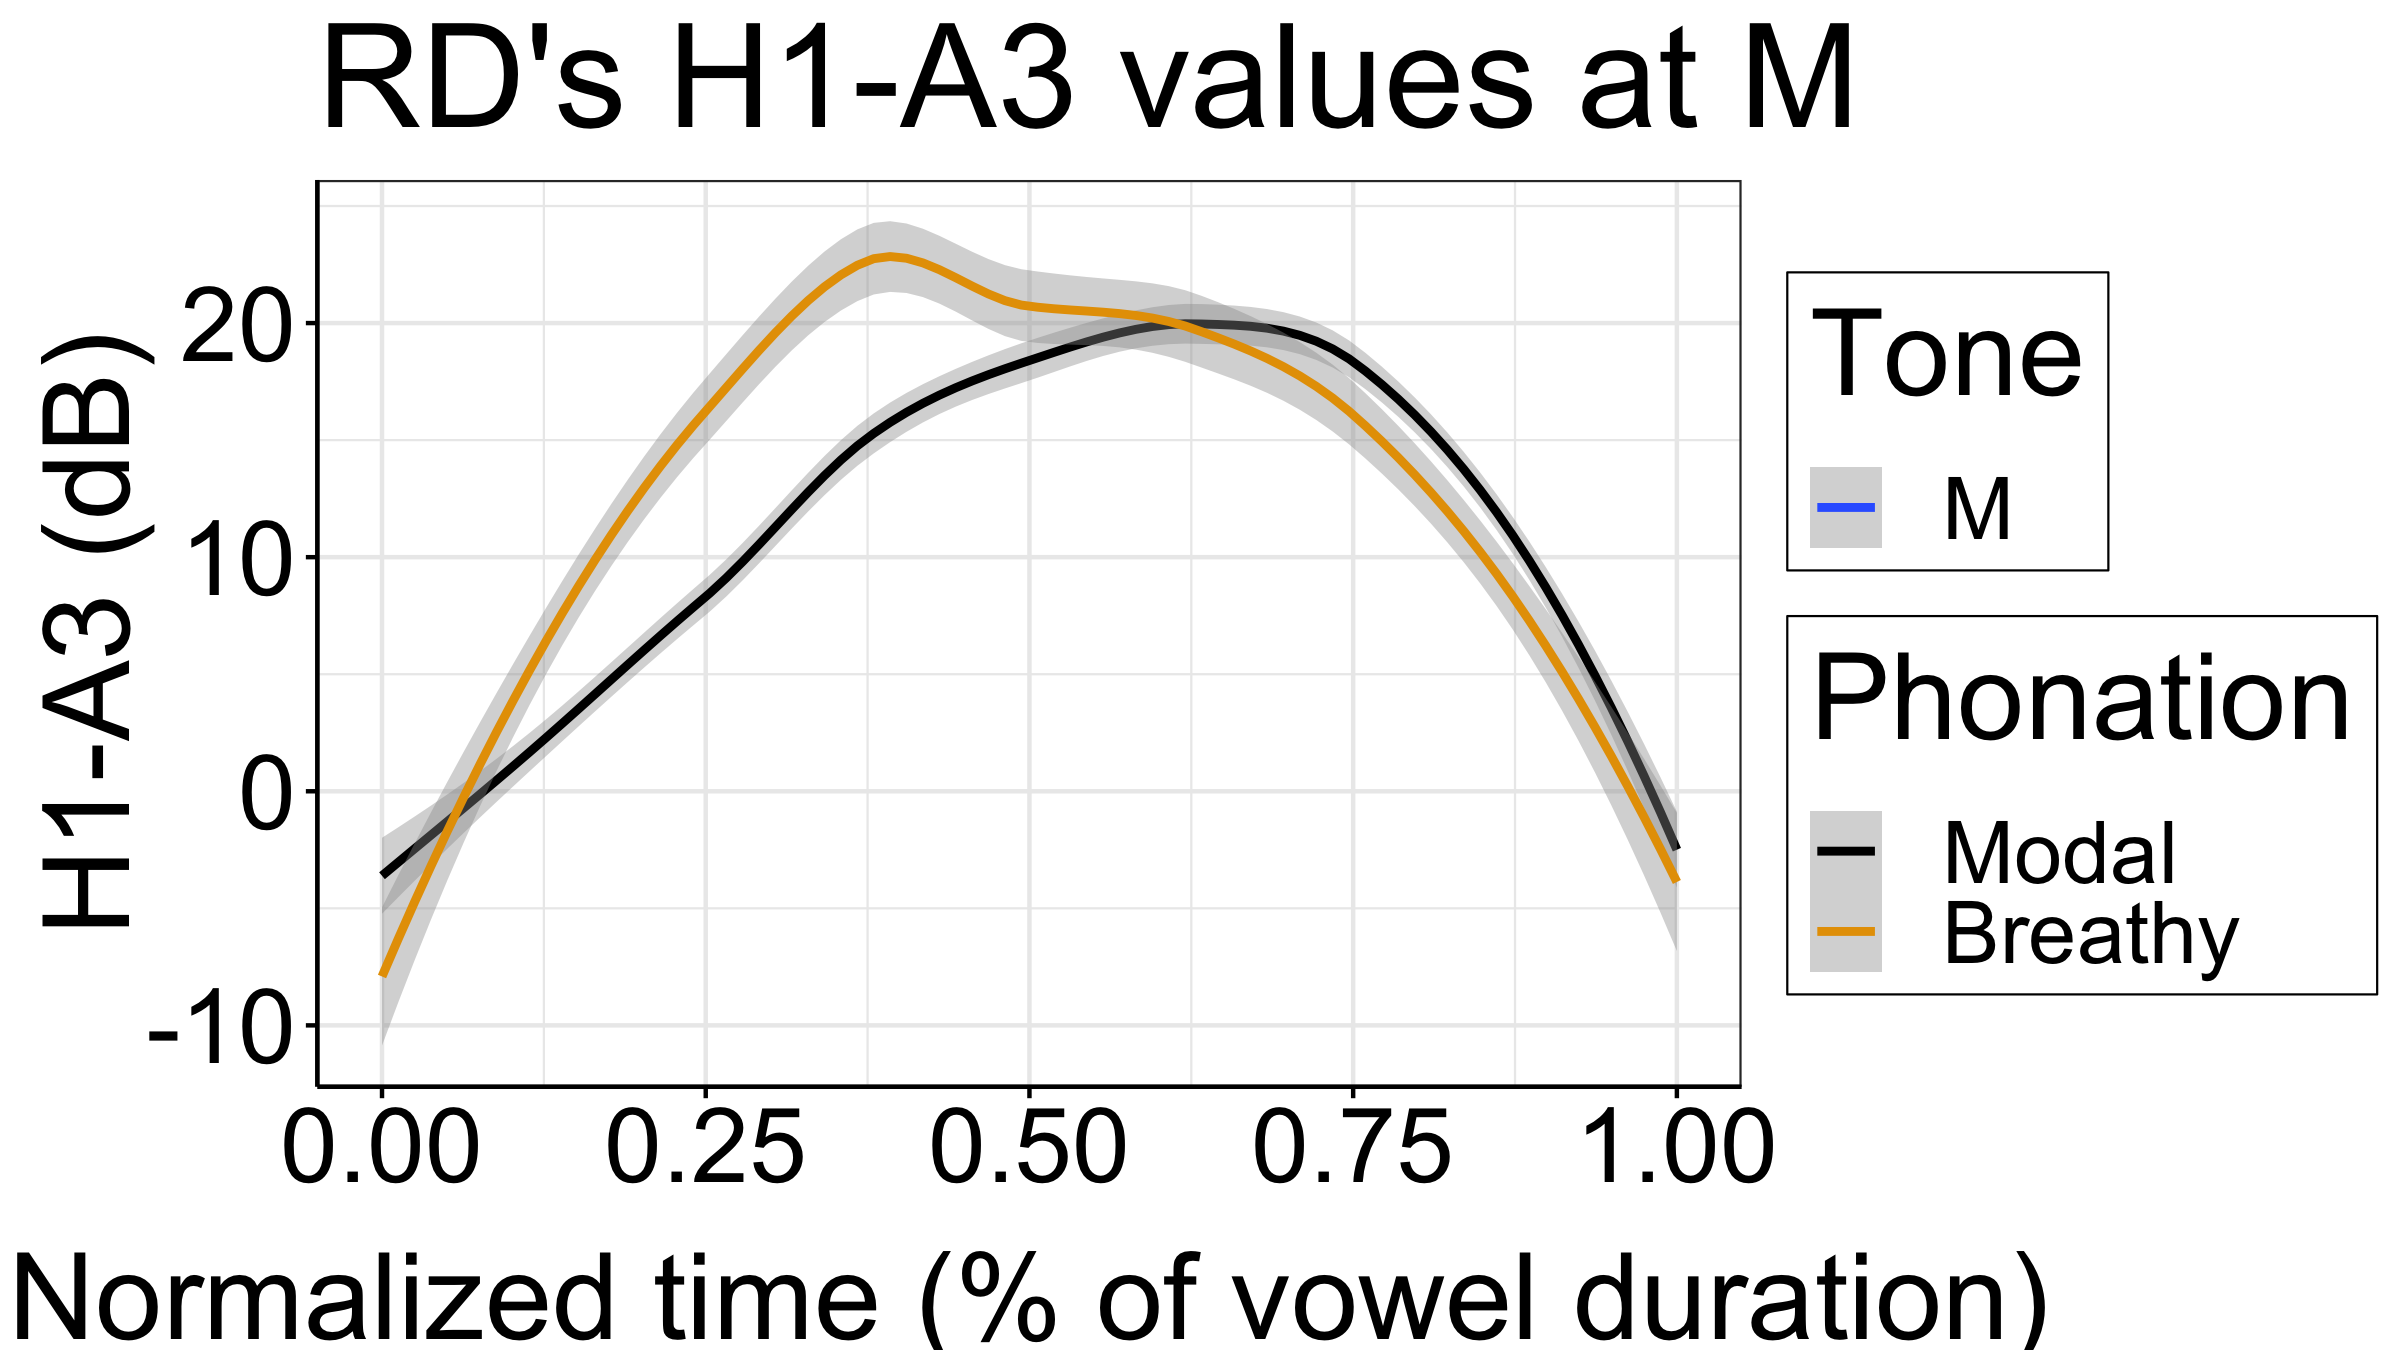 RD's H1-A3 values at M
H1-A3 (dB)
20
10
0
-10
0.00 0.25 0.50 0.75 1.00
Normalized time (% of vowel duration)
Tone
M
Phonation
Modal
Breathy